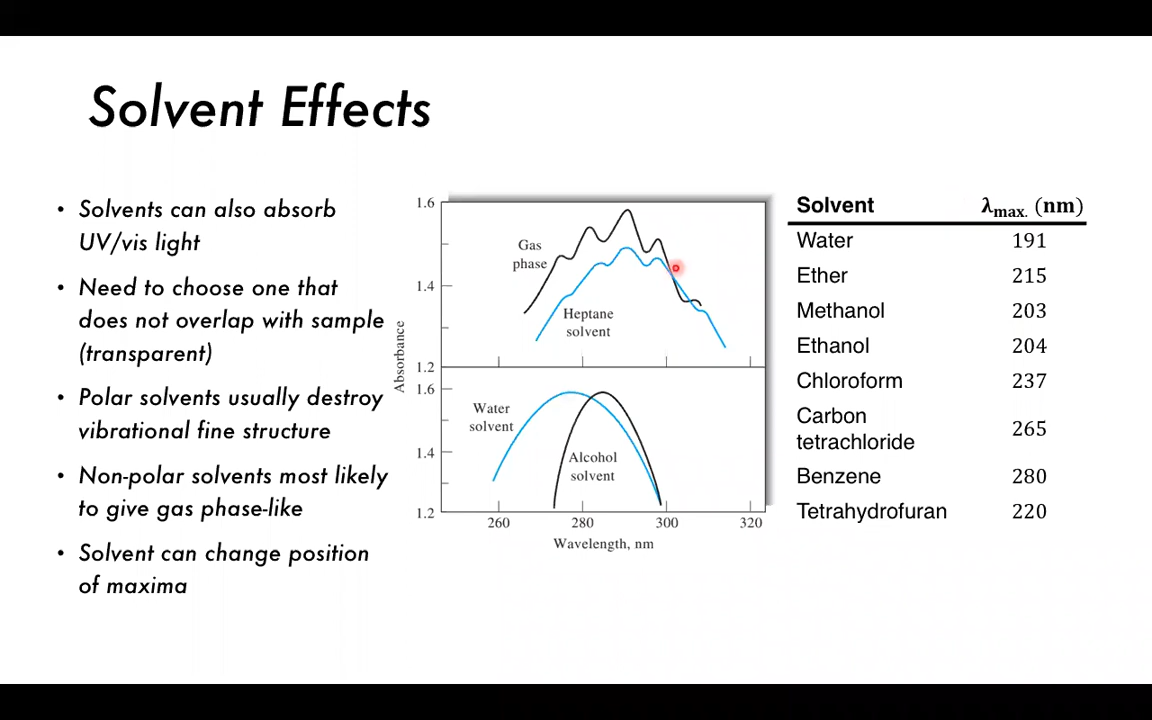 Solvent Effects
• Solvents can also absorb
UV/vis light
• Need to choose one that
does not overlap with sample
(transparent)
• Polar solvents usually destroy
vibrational fine structure
• Non-polar solvents most likely
to give gas phase-like
• Solvent can change position
of maxima
Absorbance
1.6
1.4
1.2
Gas
phase
Heptane
solvent
1.6
1.4
1.2
Water
solvent
Alcohol
solvent
260 280 300 320
Wavelength, nm
Solvent λmax. (nm)
Water 191
Ether 215
Methanol 203
Ethanol 204
Chloroform 237
Carbon
tetrachloride 265
Benzene 280
Tetrahydrofuran 220